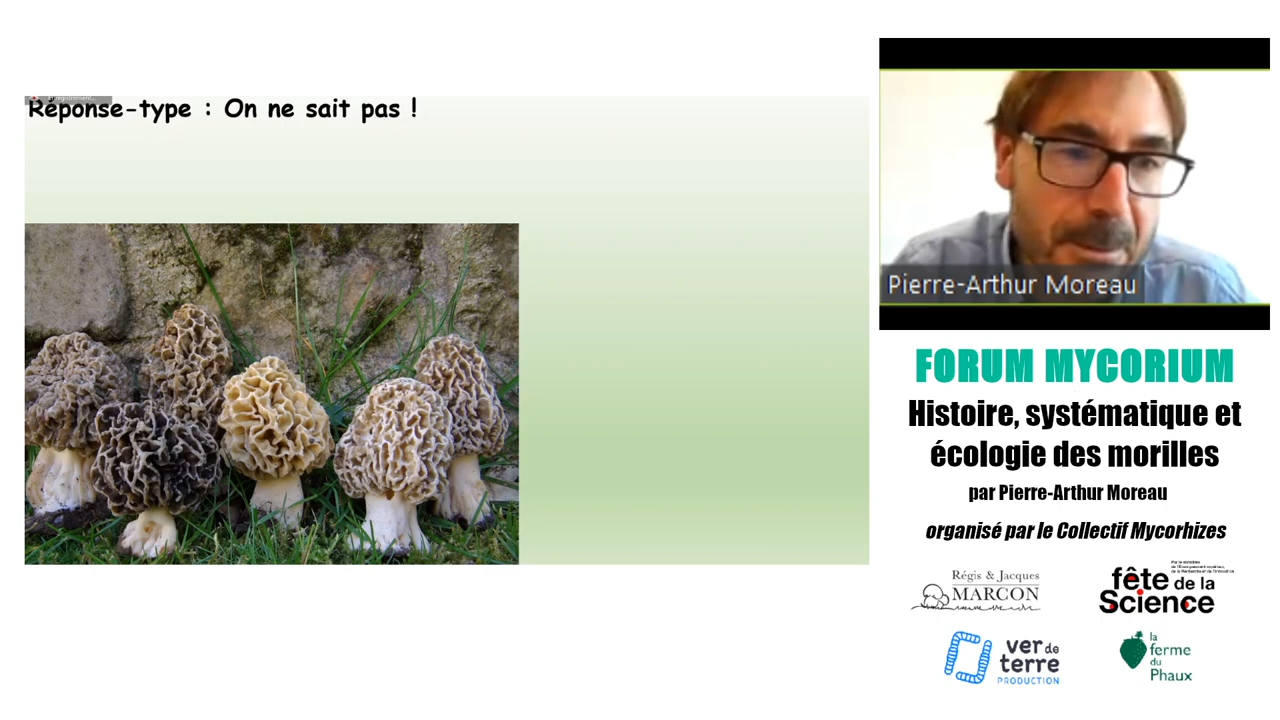 Réponse-type : On ne sait pas !
Pierre-Arthur Moreau
FORUM MYCORIUM
Histoire, systématique et
écologie des morilles
par Pierre-Arthur Moreau
organisé par le Collectif Mycorhizes
Régis & Jacques
MARCON
fête
de la
Science
ver de
terre
PRODUCTION
la
ferme
du
Phaux